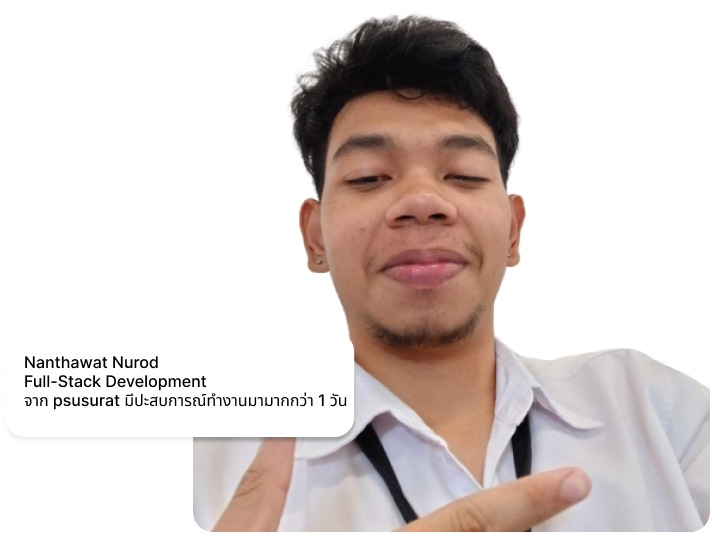 Nanthawat Nurod
Full-Stack Development
จาก psusurat มีปะสบการณ์ทำงานมามากกว่า 1 วัน